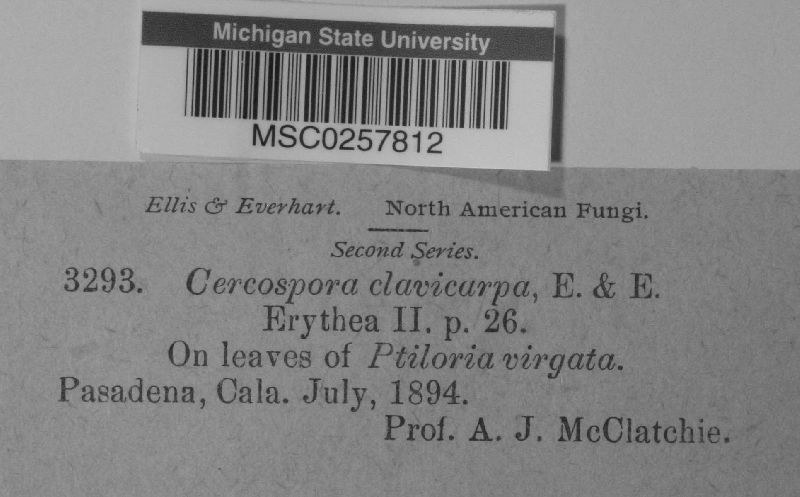 Michigan State University
MSC0257812
Ellis & Everhart. North American Fungi.
Second Series.
3293. Cercospora clavicarpa, E. & E.
Erythea II. p. 26.
On leaves of Ptiloria virgata.
Pasadena, Cala. July, 1894.
Prof. A. J. McClatchie.